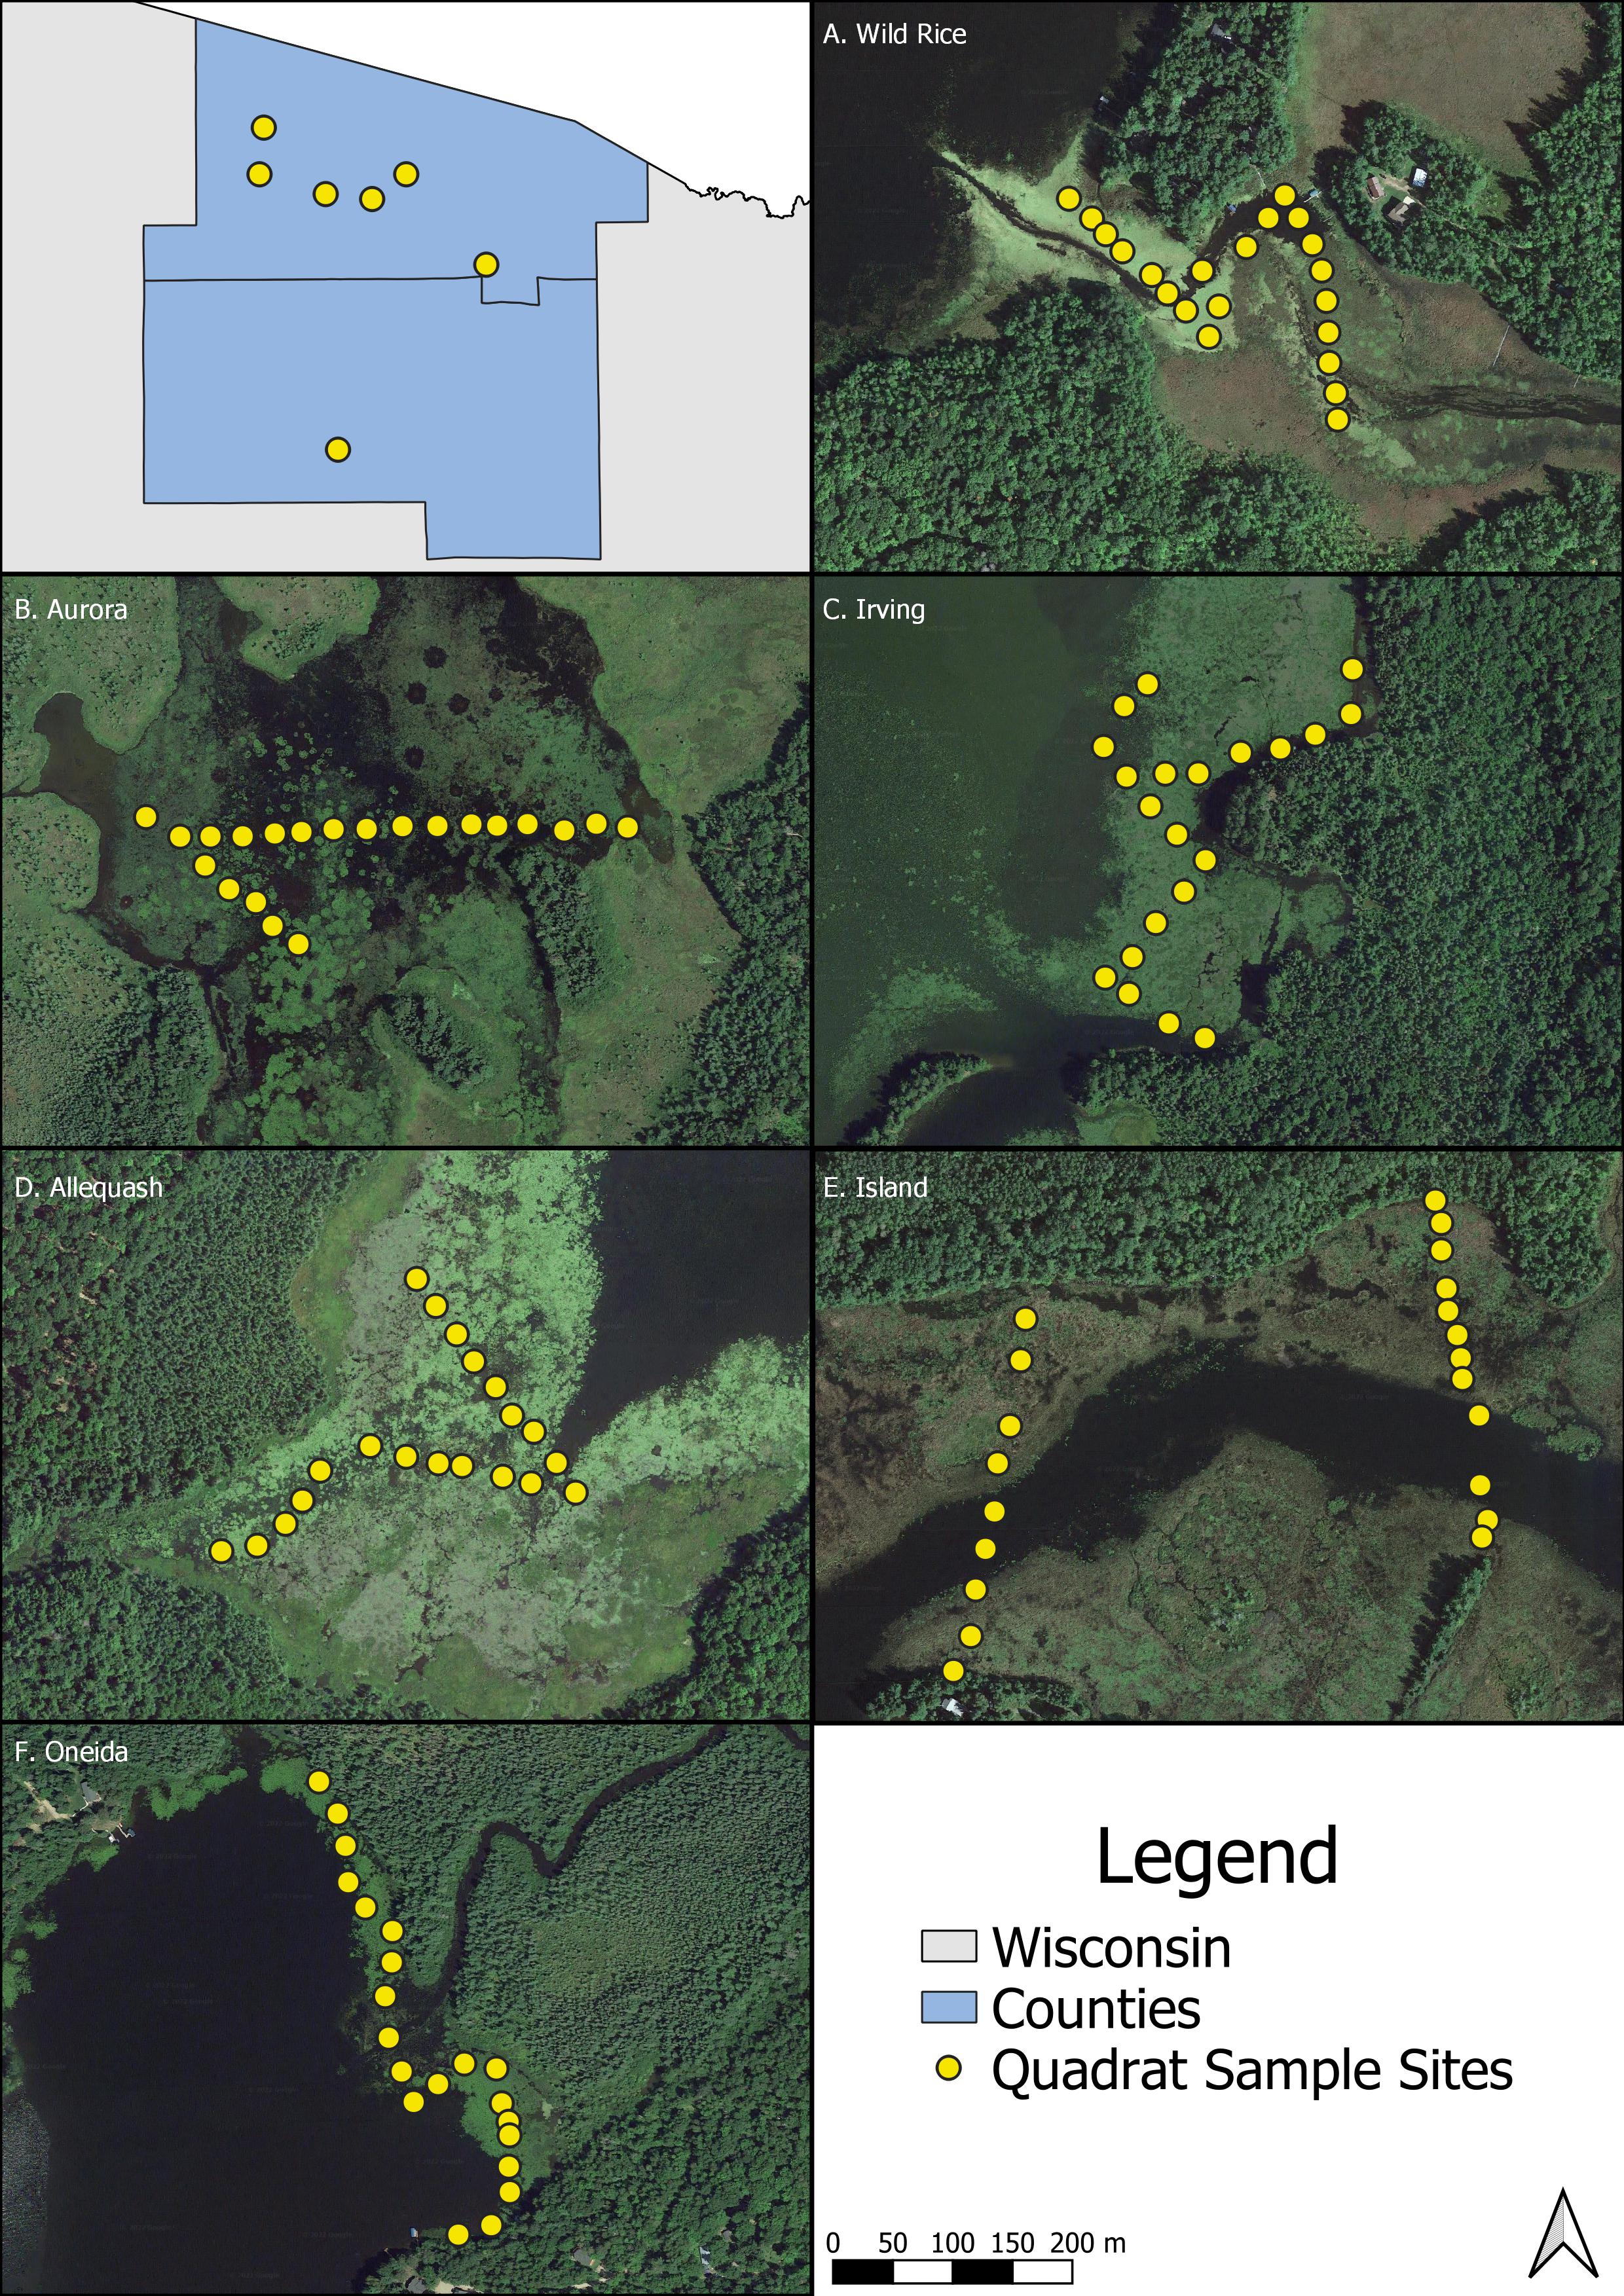 A. Wild Rice
B. Aurora
C. Irving
D. Allequash
E. Island
F. Oneida
Legend
Wisconsin
Counties
Quadrat Sample Sites
0 50 100 150 200 m